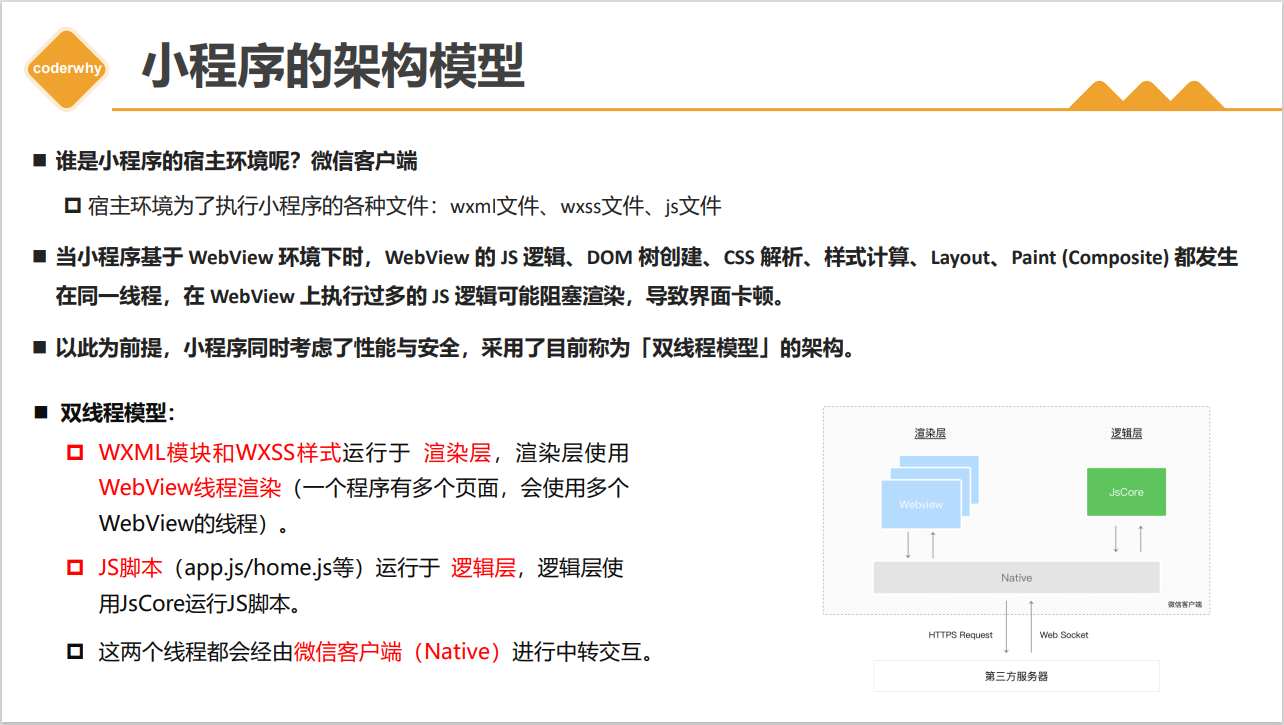 coderwhy
小程序的架构模型
谁是小程序的宿主环境呢？微信客户端
宿主环境为了执行小程序的各种文件：wxml文件、wxss文件、js文件
当小程序基于 WebView 环境下时，WebView 的 JS 逻辑、DOM 树创建、CSS 解析、样式计算、Layout、Paint (Composite) 都发生
在同一线程，在 WebView 上执行过多的 JS 逻辑可能阻塞渲染，导致界面卡顿。
以此为前提，小程序同时考虑了性能与安全，采用了目前称为「双线程模型」的架构。
双线程模型：
WXML模块和WXSS样式运行于 渲染层，渲染层使用
WebView线程渲染（一个程序有多个页面，会使用多个
WebView的线程）。
JS脚本（app.js/home.js等）运行于 逻辑层，逻辑层使
用JsCore运行JS脚本。
这两个线程都会经由微信客户端（Native）进行中转交互。
渲染层
逻辑层
Webview
JsCore
Native
微信客户端
HTTPS Request
Web Socket
第三方服务器